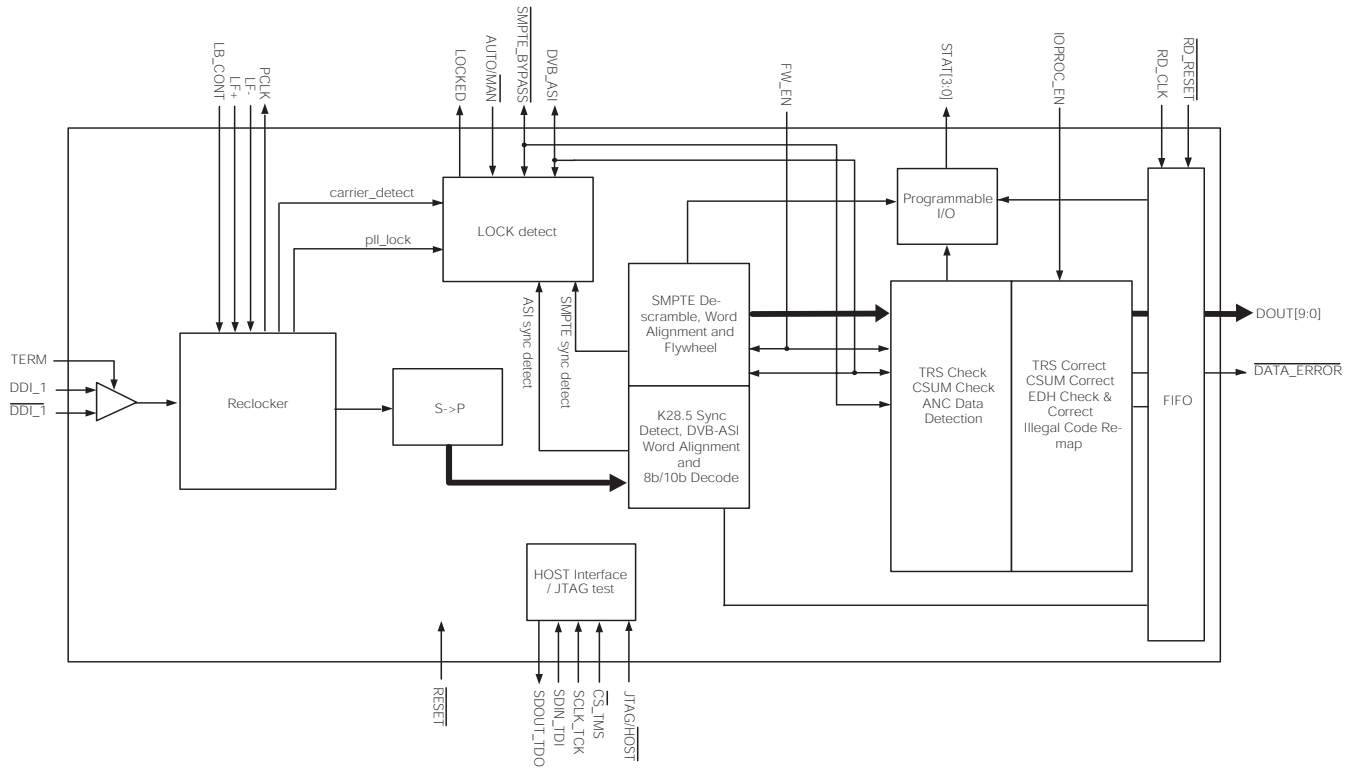 LB_CONT
LF+
LF-
PCLK
LOCKED
AUTO/MAN
SMPTE_BYPASS
DVB_ASI
FW_EN
STAT[3:0]
IOPROC_EN
RD_CLK
RD_RESET
carrier_detect
pll_lock
LOCK detect
Programmable
I/O
ASI sync detect
SMPTE sync detect
SMPTE De-
scramble, Word
Alignment and
Flywheel
K28.5 Sync
Detect, DVB-ASI
Word Alignment
and
8b/10b Decode
TERM
DDI_1
DDI_1
Reclocker
S->P
TRS Check
CSUM Check
ANC Data
Detection
TRS Correct
CSUM Correct
EDH Check &
Correct
Illegal Code Re-
map
FIFO
DOUT[9:0]
DATA_ERROR
HOST Interface
/ JTAG test
RESET
SDOUT_TDO
SDIN_TDI
SCLK_TCK
CS_TMS
JTAG/HOST